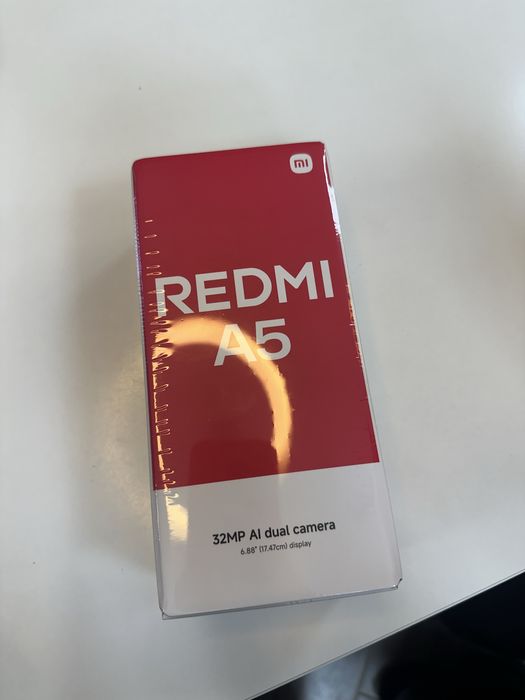 mi
REDMI
A5
32MP AI dual camera
6.88" (17.47cm) display